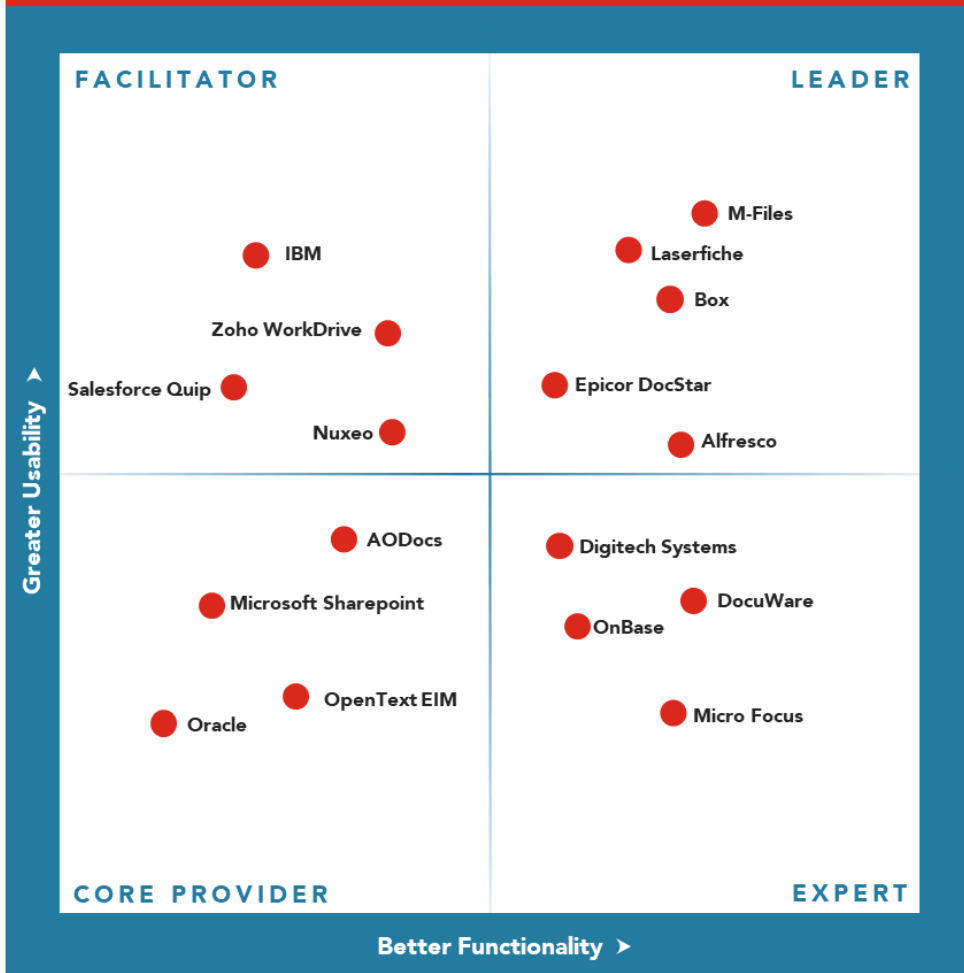 FACILITATOR
LEADER
M-Files
IBM
Laserfiche
Box
Zoho WorkDrive
Salesforce Quip
Epicor DocStar
Nuxeo
Alfresco
Greater Usability
AODocs
Digitech Systems
Microsoft Sharepoint
DocuWare
OnBase
OpenText EIM
Micro Focus
Oracle
CORE PROVIDER
EXPERT
Better Functionality